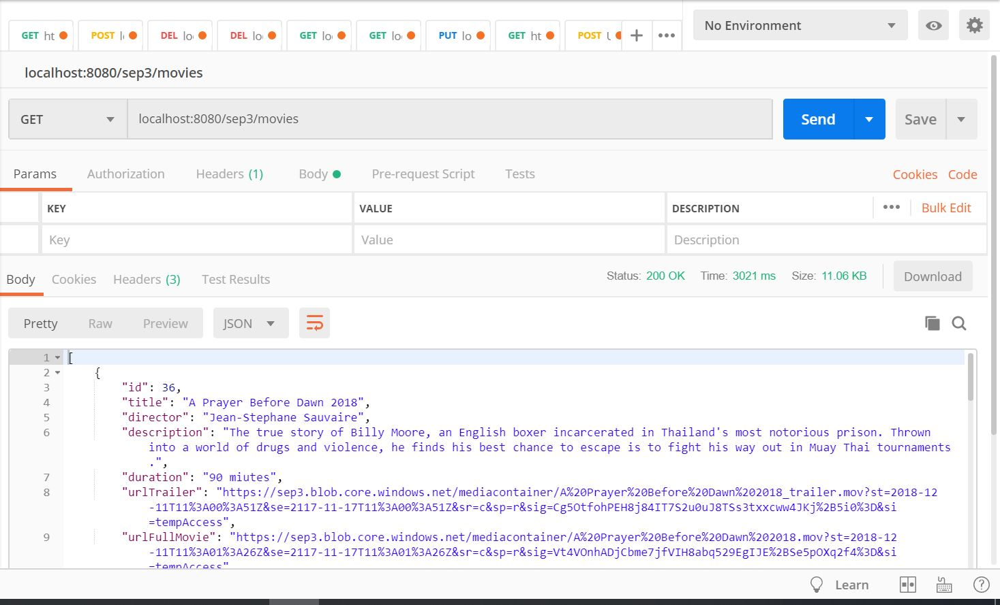 GET ht POST l DEL lo DEL lo GET lo GET lo PUT lo GET ht POST No Environment
localhost:8080/sep3/movies
GET localhost:8080/sep3/movies Send Save
Params Authorization Headers (1) Body Pre-request Script Tests Cookies Code
KEY VALUE DESCRIPTION Bulk Edit
Key Value Description
Body Cookies Headers (3) Test Results Status: 200 OK Time: 3021 ms Size: 11.06 KB Download
Pretty Raw Preview JSON
1 [
2 {
3 "id": 36,
4 "title": "A Prayer Before Dawn 2018",
5 "director": "Jean-Stephane Sauvaire",
6 "description": "The true story of Billy Moore, an English boxer incarcerated in Thailand's most notorious prison. Thrown
into a world of drugs and violence, he finds his best chance to escape is to fight his way out in Muay Thai tournaments
.",
7 "duration": "90 miutes",
8 "urlTrailer": "https://sep3.blob.core.windows.net/mediacontainer/A%20Prayer%20Before%20Dawn%202018_trailer.mov?st=2018-12
-11T11%3A00%3A51Z&se=2117-11-17T11%3A00%3A51Z&sr=c&sp=r&sig=Cg5OtfohPEH8j84IT7S2u0uJ8TSs3txxcww4JKj%2B5i0%3D&si
=tempAccess",
9 "urlFullMovie": "https://sep3.blob.core.windows.net/mediacontainer/A%20Prayer%20Before%20Dawn%202018.mov?st=2018-12
-11T11%3A01%3A26Z&se=2117-11-17T11%3A01%3A26Z&sr=c&sp=r&sig=Vt4VOnhADjCbme7jfVIH8abq529EgIJE%2BSe5pOXq2f4%3D&si
=tempAccess"
Learn